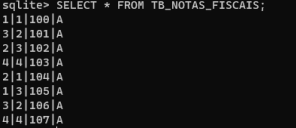 sqlite> SELECT * FROM TB_NOTAS_FISCAIS;
1|1|100|A
3|2|101|A
2|3|102|A
4|4|103|A
2|1|104|A
1|3|105|A
3|2|106|A
4|4|107|A